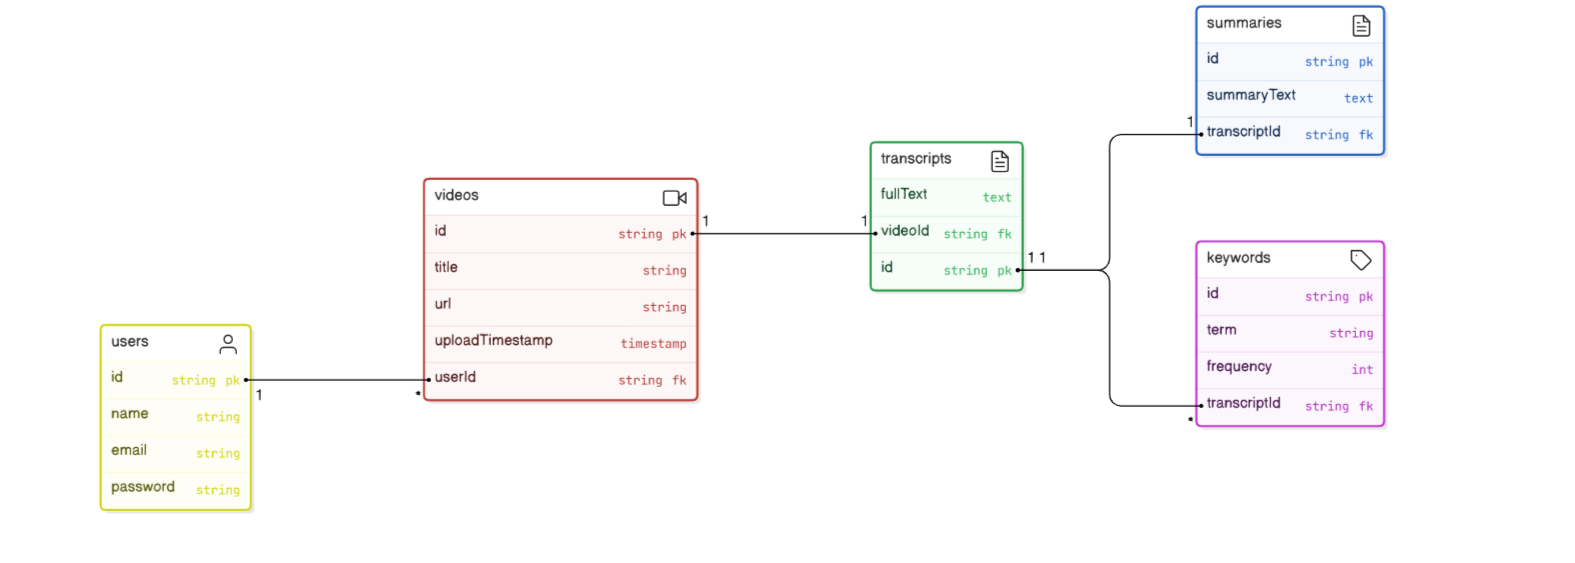 users
id string pk
name string
email string
password string
1
*
videos
id string pk
title string
url string
uploadTimestamp timestamp
userId string fk
1
1
transcripts
fullText text
videoId string fk
id string pk
1 1
1
summaries
id string pk
summaryText text
transcriptId string fk
keywords
id string pk
term string
frequency int
transcriptId string fk
*